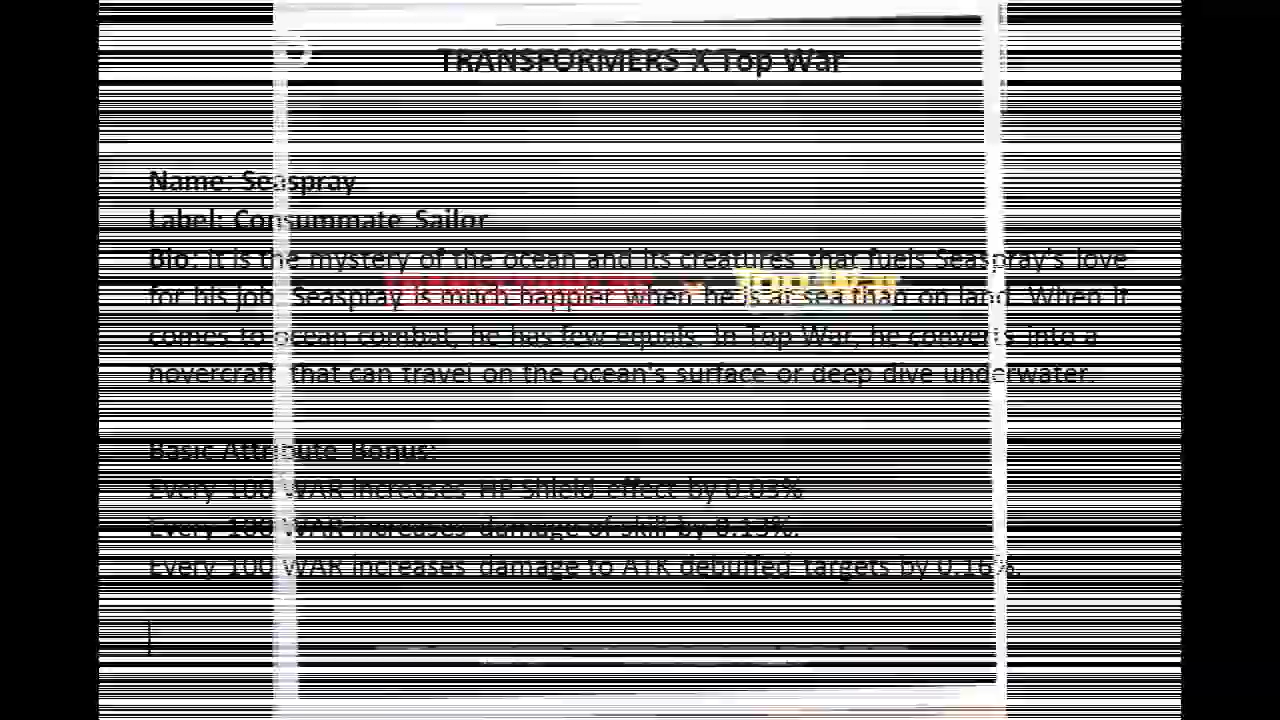 TRANSFORMERS X Top War
Name: Seaspray
Label: Consummate Sailor
Bio: It is the mystery of the ocean and its creatures that fuels Seaspray's love
for his job. Seaspray is much happier when he is at sea than on land. When it
comes to ocean combat, he has few equals. In Top War, he converts into a
hovercraft that can travel on the ocean's surface or deep dive underwater.
Top War
Basic Attribute Bonus:
Every 100 WAR increases HP Shield effect by 0.03%
Every 100 WAR increases damage of skill by 0.13%.
Every 100 WAR increases damage to ATK debuffed targets by 0.16%.